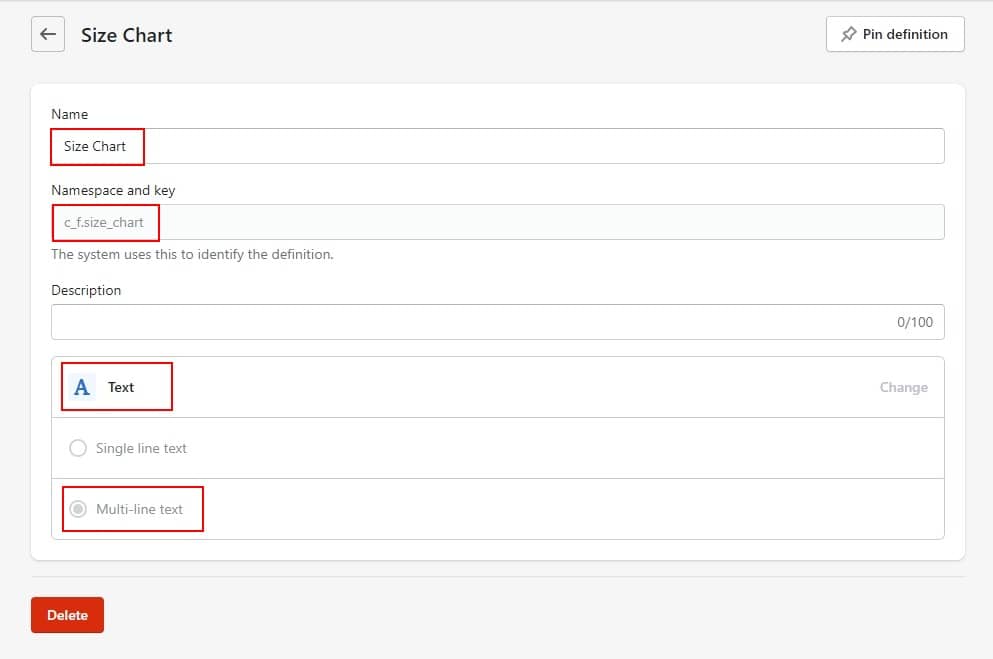 Size Chart
Pin definition
Name
Size Chart
Namespace and key
c_f.size_chart
The system uses this to identify the definition.
Description
0/100
A Text
Change
Single line text
Multi-line text
Delete